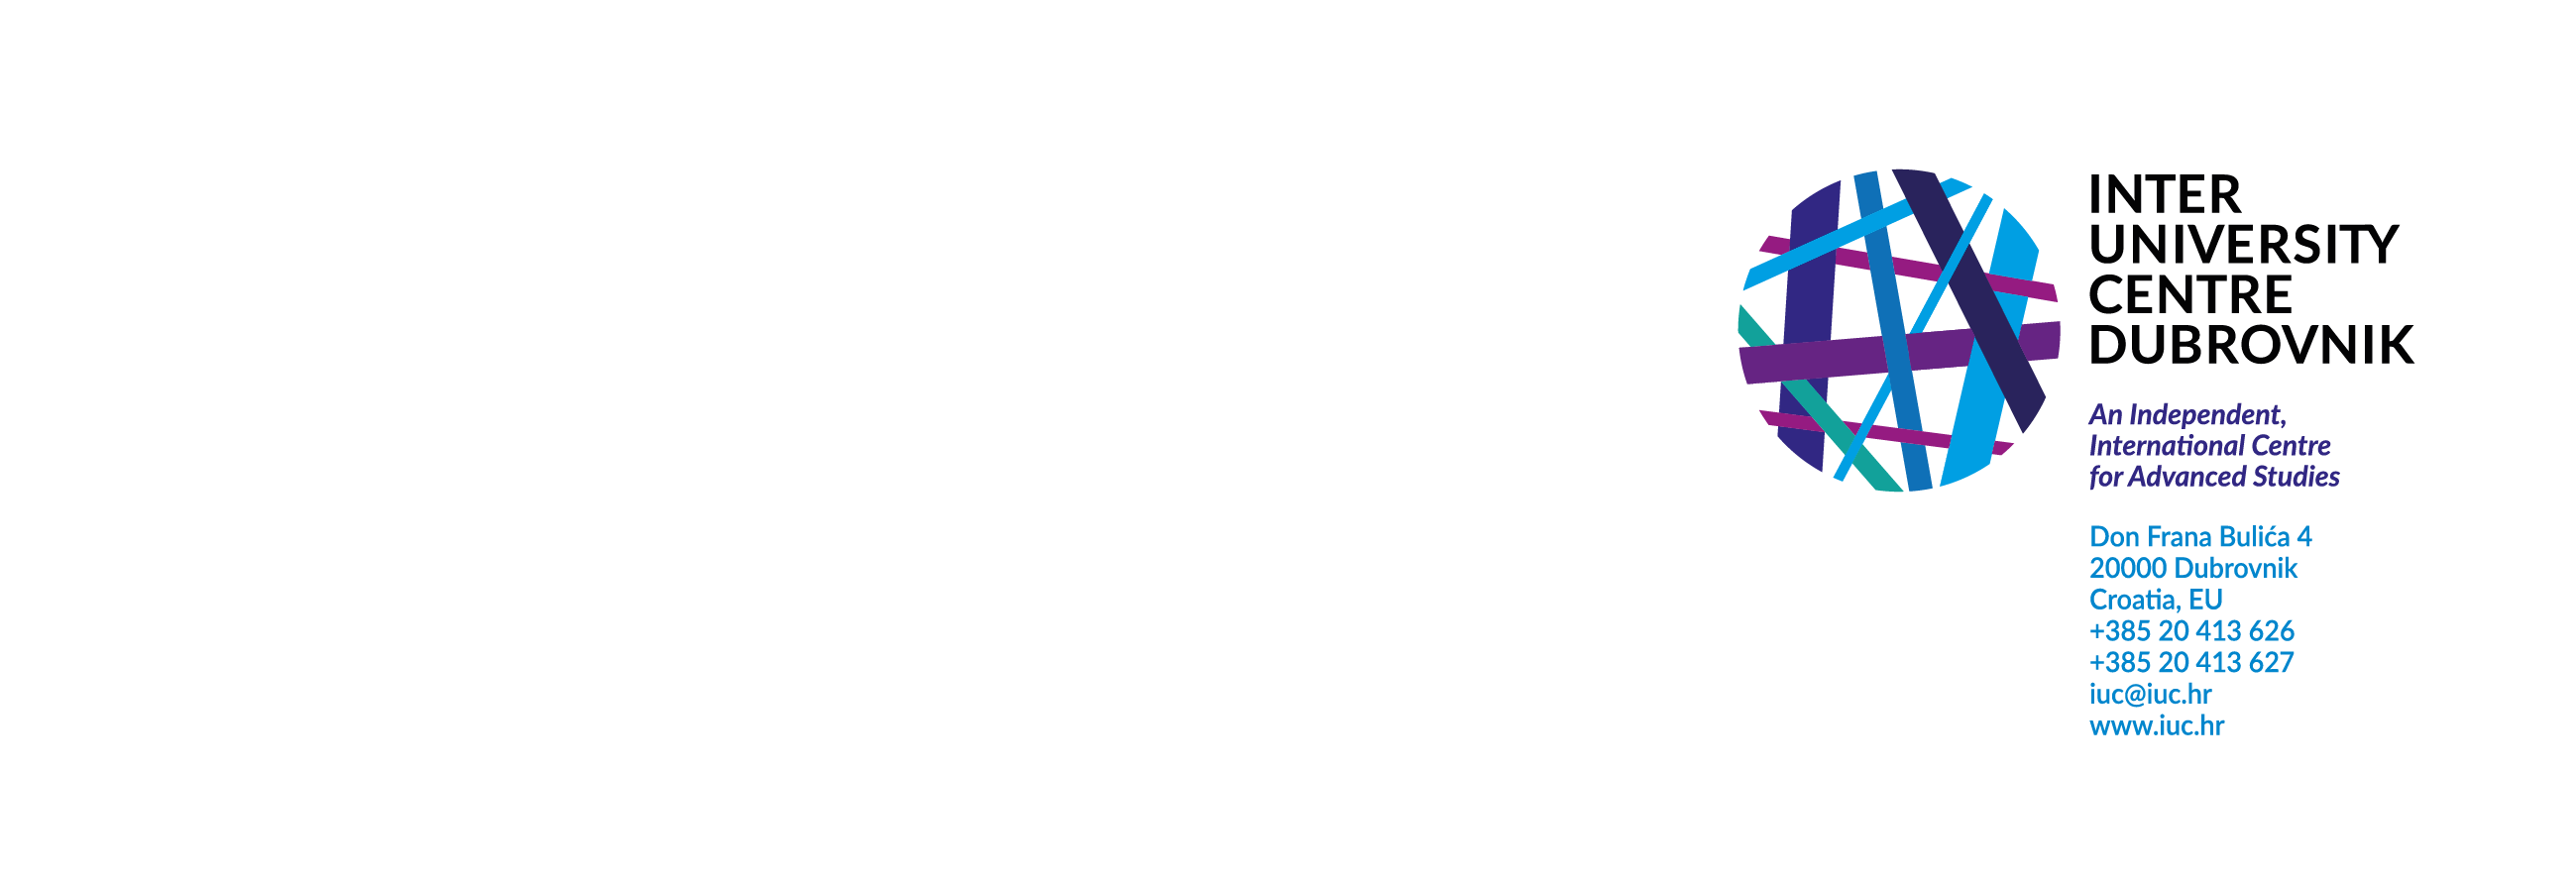 INTER
UNIVERSITY
CENTRE
DUBROVNIK
An Independent,
International Centre
for Advanced Studies
Don Frana Bulića 4
20000 Dubrovnik
Croatia, EU
+385 20 413 626
+385 20 413 627
iuc@iuc.hr
www.iuc.hr